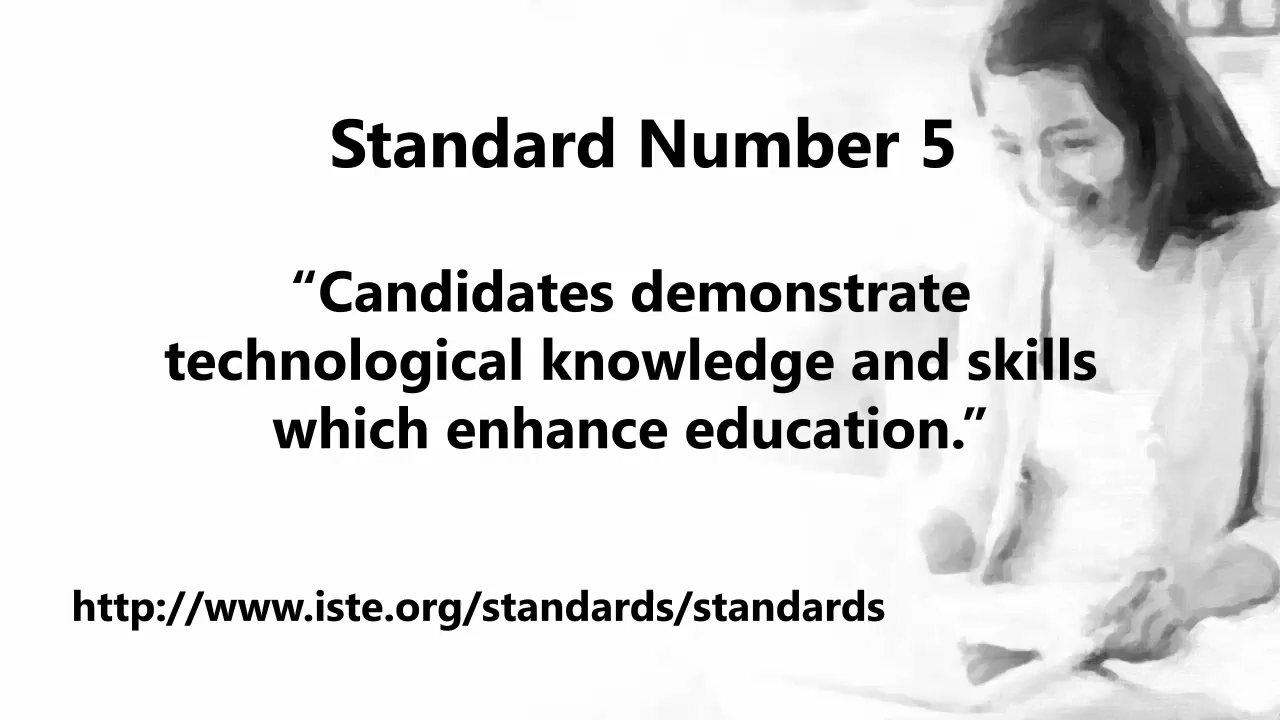 Standard Number 5
“Candidates demonstrate
technological knowledge and skills
which enhance education.”
http://www.iste.org/standards/standards